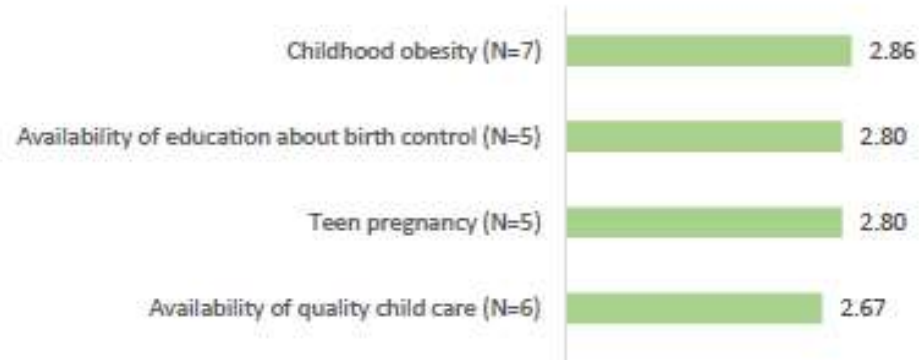 Childhood obesity (N=7) 2.86
Availability of education about birth control (N=5) 2.80
Teen pregnancy (N=5) 2.80
Availability of quality child care (N=6) 2.67